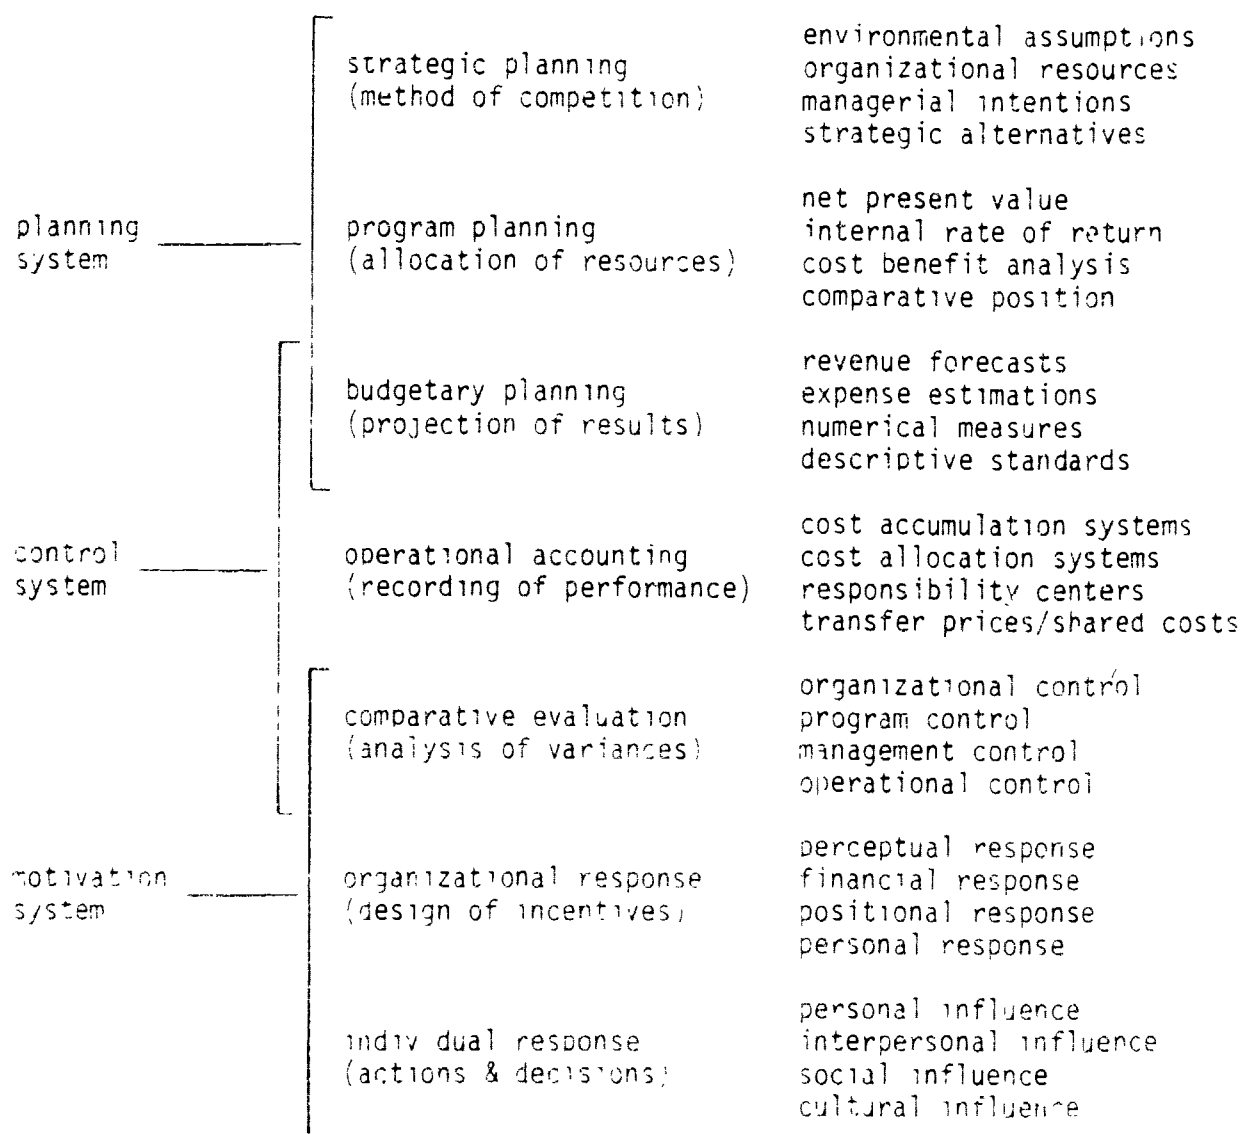 planning
system
strategic planning
(method of competition)
environmental assumptions
organizational resources
managerial intentions
strategic alternatives
program planning
(allocation of resources)
net present value
internal rate of return
cost benefit analysis
comparative position
budgetary planning
(projection of results)
revenue forecasts
expense estimations
numerical measures
descriptive standards
control
system
operational accounting
(recording of performance)
cost accumulation systems
cost allocation systems
responsibility centers
transfer prices/shared costs
comparative evaluation
(analysis of variances)
organizational control
program control
management control
operational control
motivation
system
organizational response
(design of incentives)
perceptual response
financial response
positional response
personal response
individual response
(actions & decisions)
personal influence
interpersonal influence
social influence
cultural influence